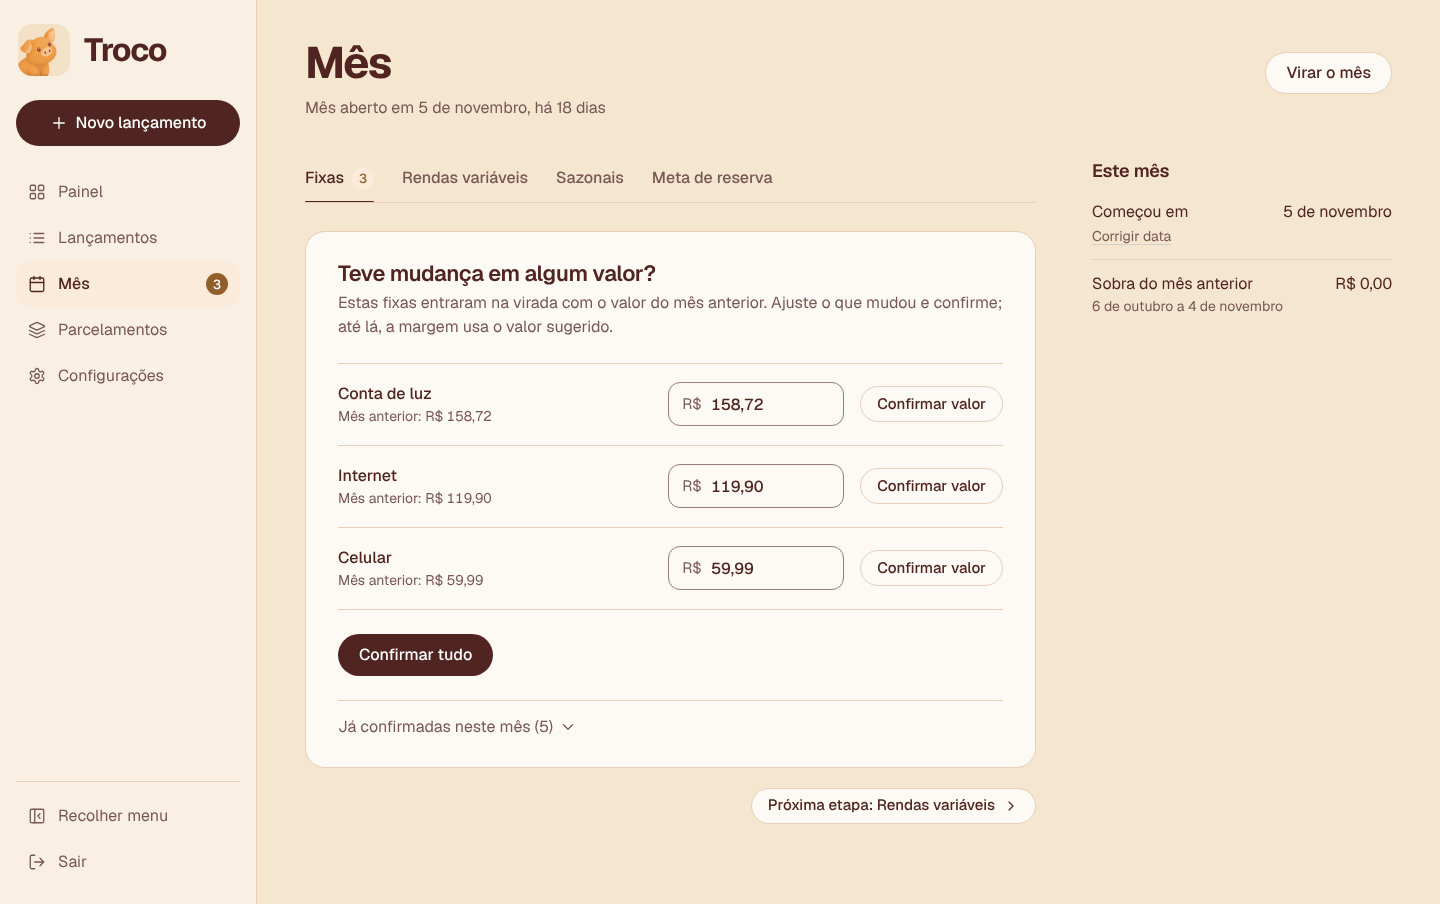 Troco
Novo lançamento
Painel
Lançamentos
Mês 3
Parcelamentos
Configurações
Recolher menu
Sair
Mês
Mês aberto em 5 de novembro, há 18 dias
Virar o mês
Fixas 3 Rendas variáveis Sazonais Meta de reserva
Teve mudança em algum valor?
Estas fixas entraram na virada com o valor do mês anterior. Ajuste o que mudou e confirme;
até lá, a margem usa o valor sugerido.
Conta de luz
Mês anterior: R$ 158,72
R$ 158,72 Confirmar valor
Internet
Mês anterior: R$ 119,90
R$ 119,90 Confirmar valor
Celular
Mês anterior: R$ 59,99
R$ 59,99 Confirmar valor
Confirmar tudo
Já confirmadas neste mês (5)
Próxima etapa: Rendas variáveis
Este mês
Começou em 5 de novembro
Corrigir data
Sobra do mês anterior R$ 0,00
6 de outubro a 4 de novembro